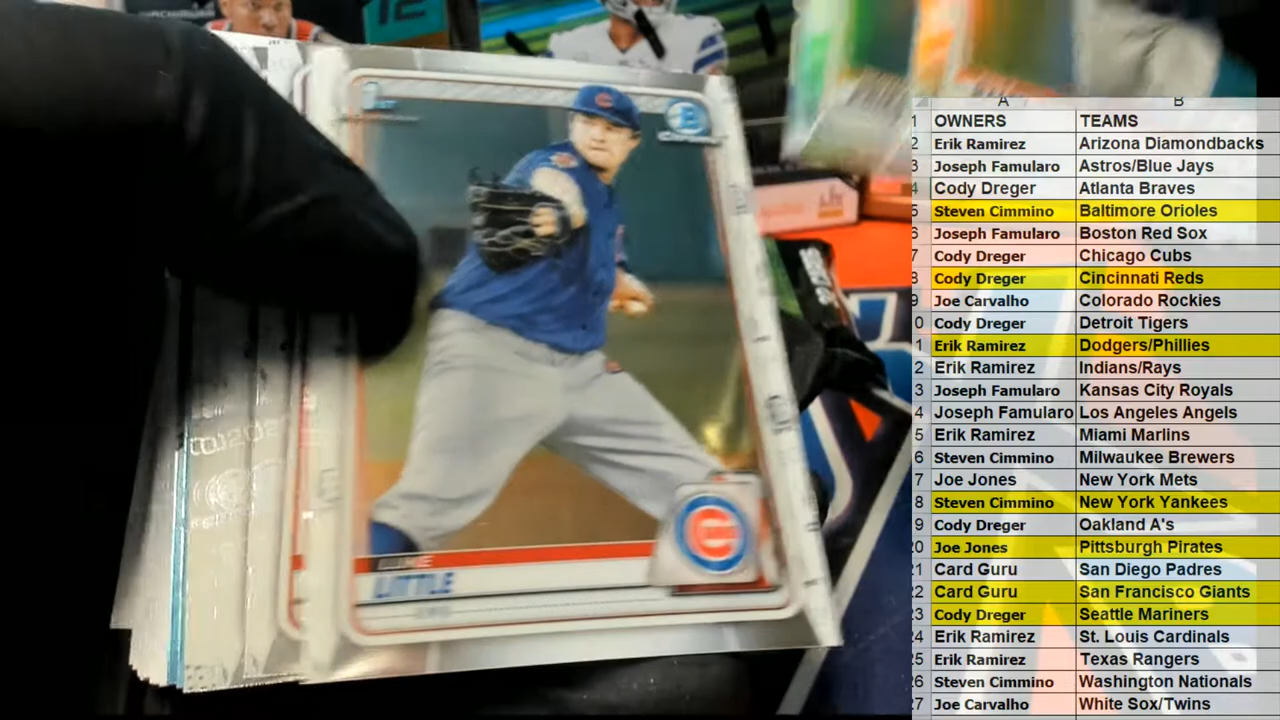 12
A B
1 OWNERS TEAMS
2 Erik Ramirez Arizona Diamondbacks
3 Joseph Famularo Astros/Blue Jays
4 Cody Dreger Atlanta Braves
5 Steven Cimmino Baltimore Orioles
6 Joseph Famularo Boston Red Sox
7 Cody Dreger Chicago Cubs
8 Cody Dreger Cincinnati Reds
9 Joe Carvalho Colorado Rockies
0 Cody Dreger Detroit Tigers
1 Erik Ramirez Dodgers/Phillies
2 Erik Ramirez Indians/Rays
3 Joseph Famularo Kansas City Royals
4 Joseph Famularo Los Angeles Angels
5 Erik Ramirez Miami Marlins
6 Steven Cimmino Milwaukee Brewers
7 Joe Jones New York Mets
8 Steven Cimmino New York Yankees
9 Cody Dreger Oakland A's
20 Joe Jones Pittsburgh Pirates
21 Card Guru San Diego Padres
22 Card Guru San Francisco Giants
23 Cody Dreger Seattle Mariners
24 Erik Ramirez St. Louis Cardinals
25 Erik Ramirez Texas Rangers
26 Steven Cimmino Washington Nationals
27 Joe Carvalho White Sox/Twins
B
C
LUKE
LITTLE